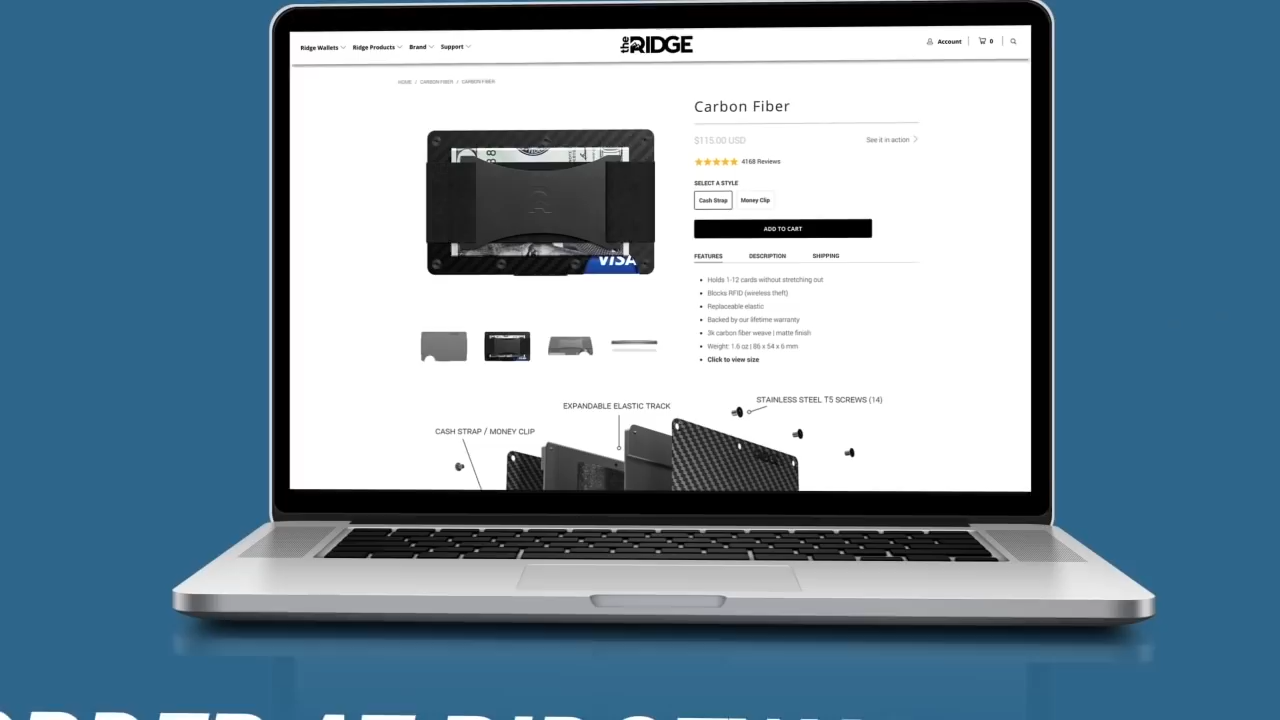 Ridge Wallets Ridge Products Brand Support
the RIDGE
Account 0
HOME / CARBON FIBER / CARBON FIBER
Carbon Fiber
$115.00 USD
See it in action
4168 Reviews
SELECT A STYLE
Cash Strap Money Clip
ADD TO CART
FEATURES DESCRIPTION SHIPPING
Holds 1-12 cards without stretching out
Blocks RFID (wireless theft)
Replaceable elastic
Backed by our lifetime warranty
3k carbon fiber weave | matte finish
Weight: 1.6 oz | 86 x 54 x 6 mm
Click to view size
VISA
STAINLESS STEEL T5 SCREWS (14)
EXPANDABLE ELASTIC TRACK
CASH STRAP / MONEY CLIP